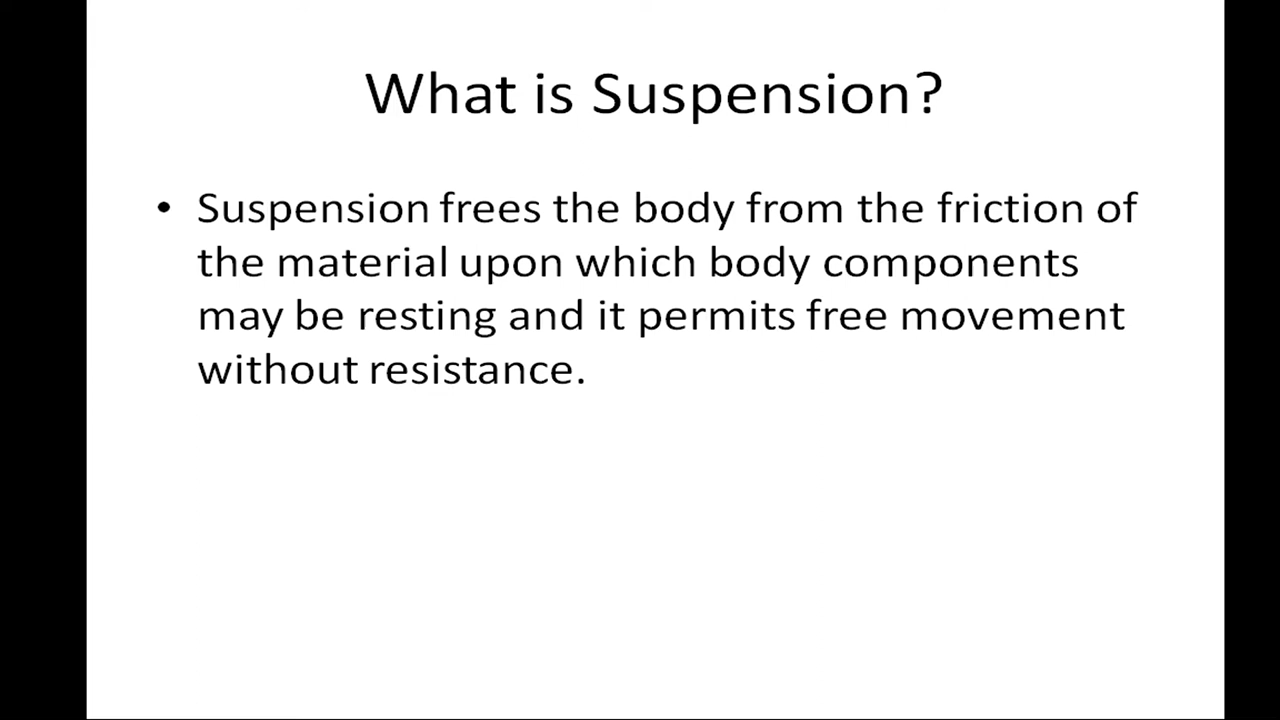 What is Suspension?
• Suspension frees the body from the friction of
the material upon which body components
may be resting and it permits free movement
without resistance.